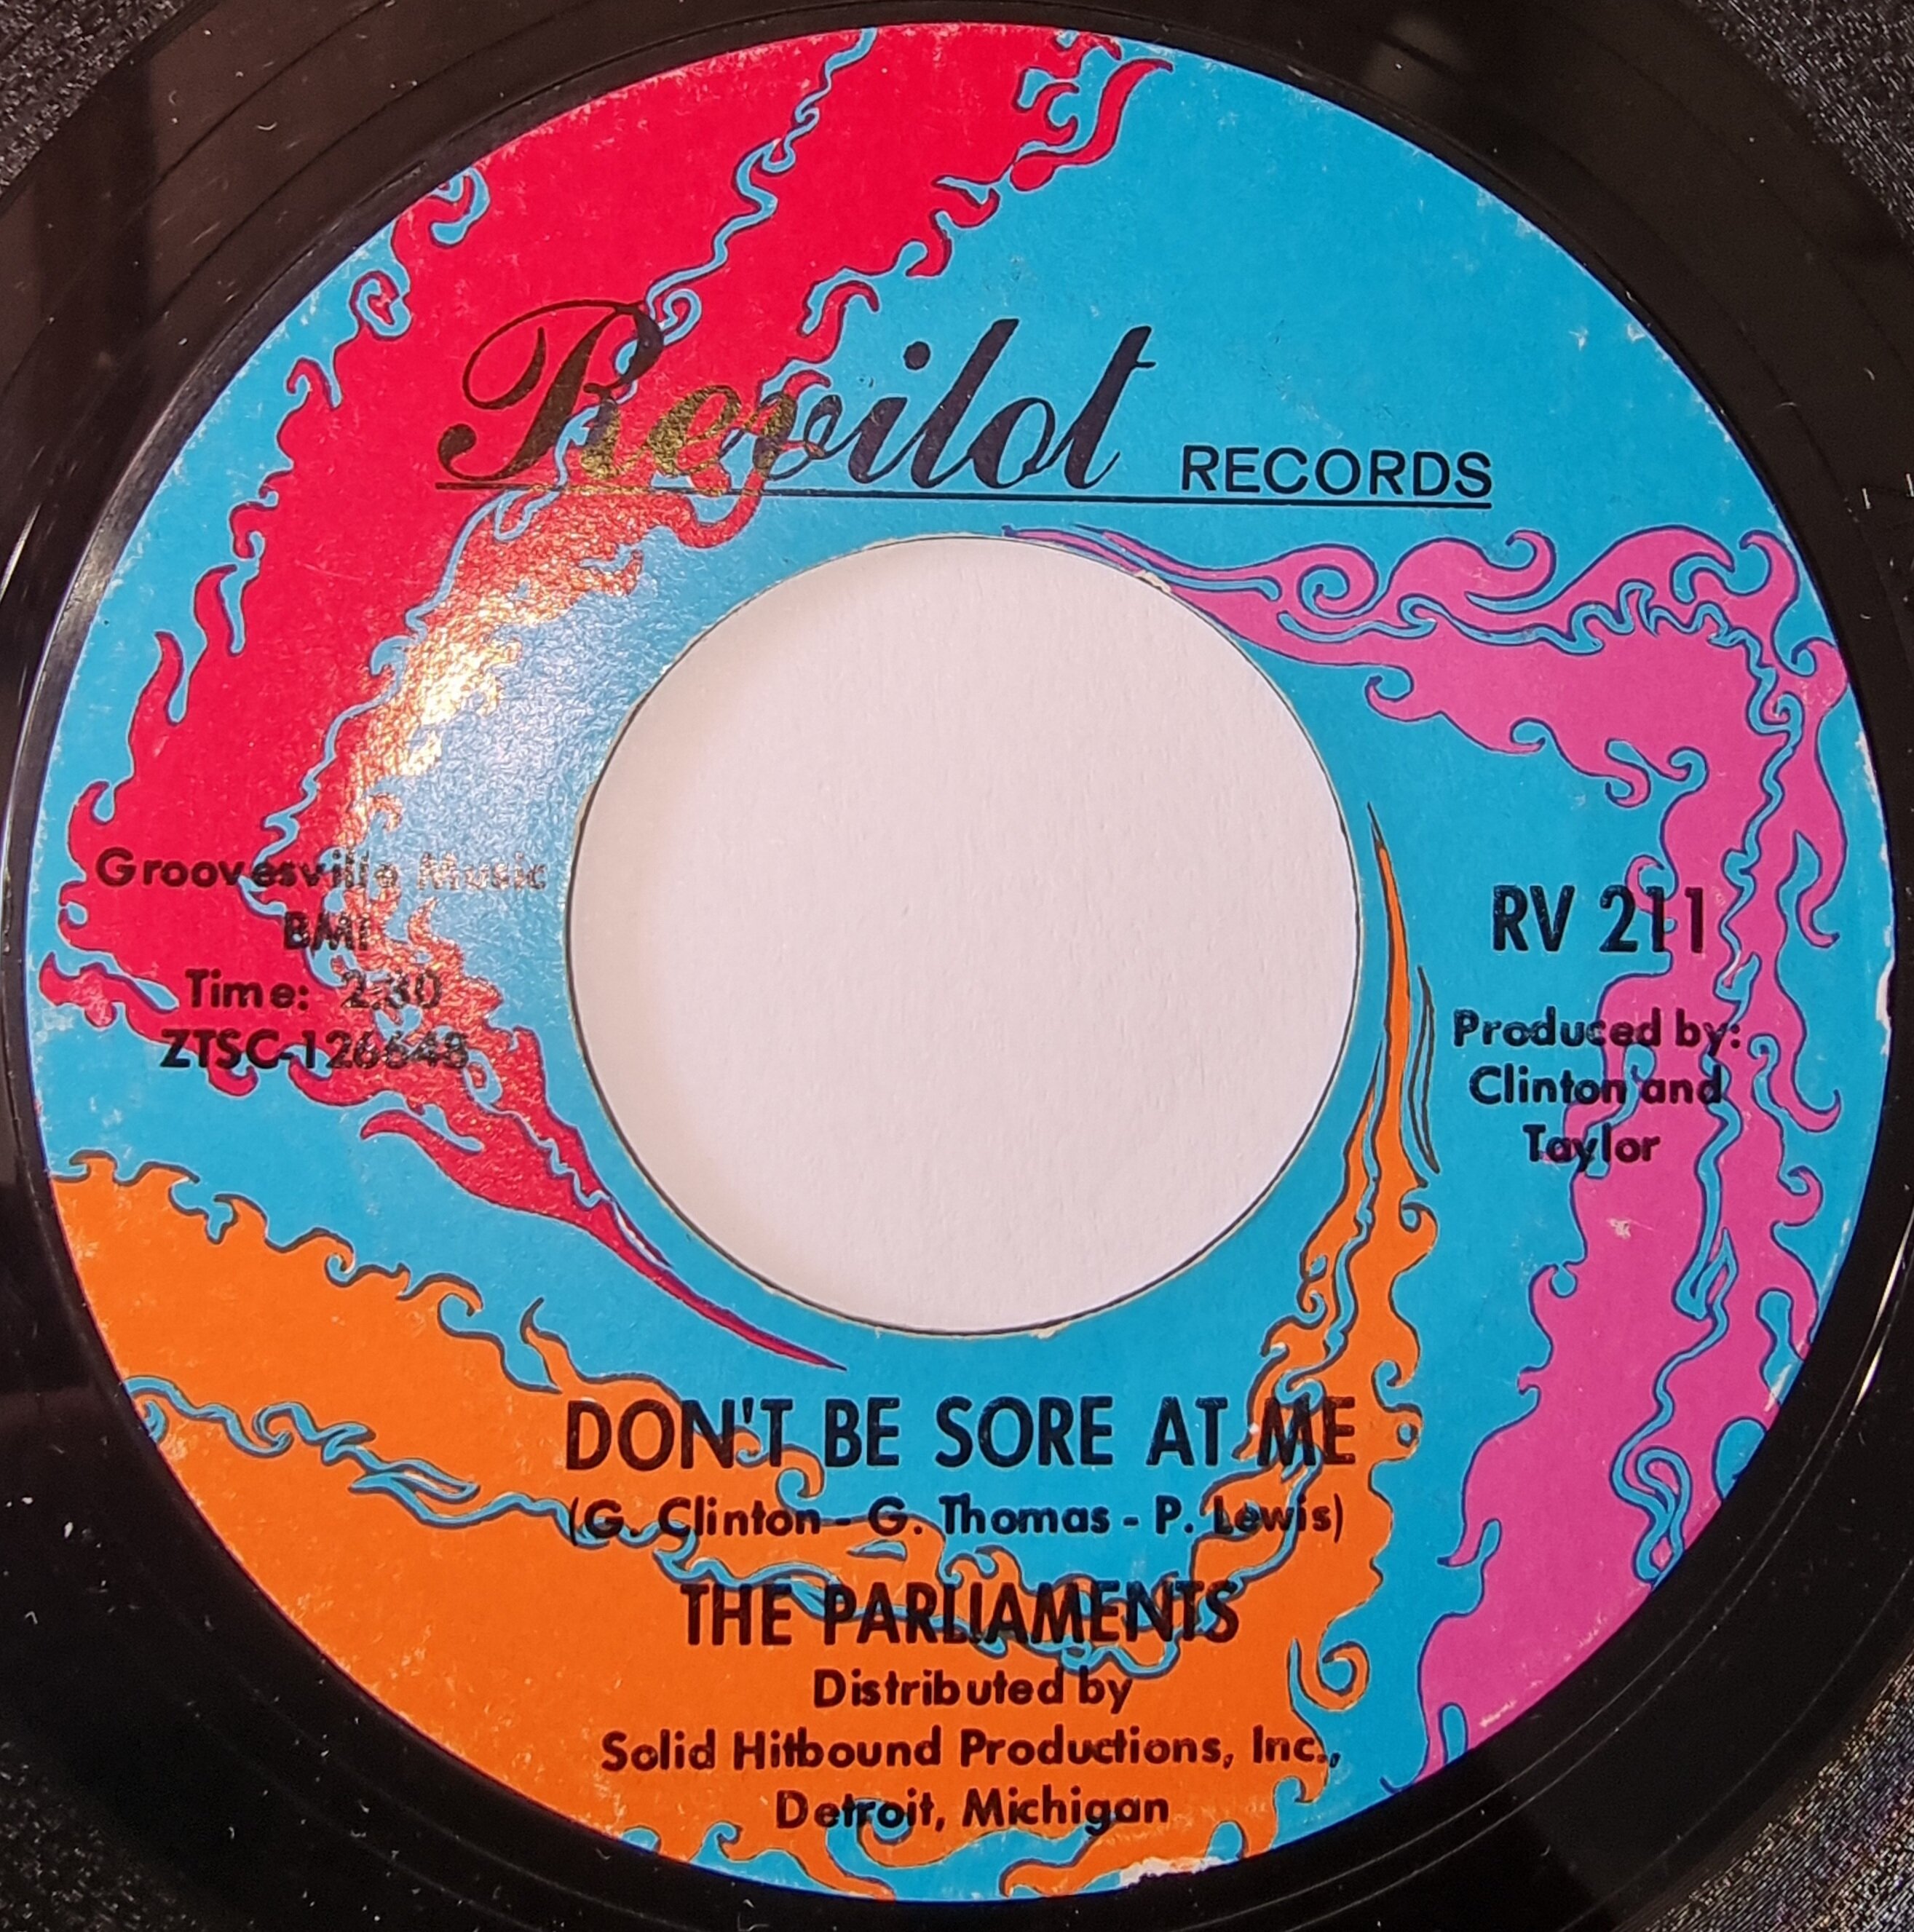 Revilot RECORDS
Groovesville Music
BMI
Time: 2:30
ZTSC-126648
RV 211
Produced by:
Clinton and
Taylor
DON'T BE SORE AT ME
(G. Clinton - G. Thomas - P. Lewis)
THE PARLIAMENTS
Distributed by
Solid Hitbound Productions, Inc.,
Detroit, Michigan